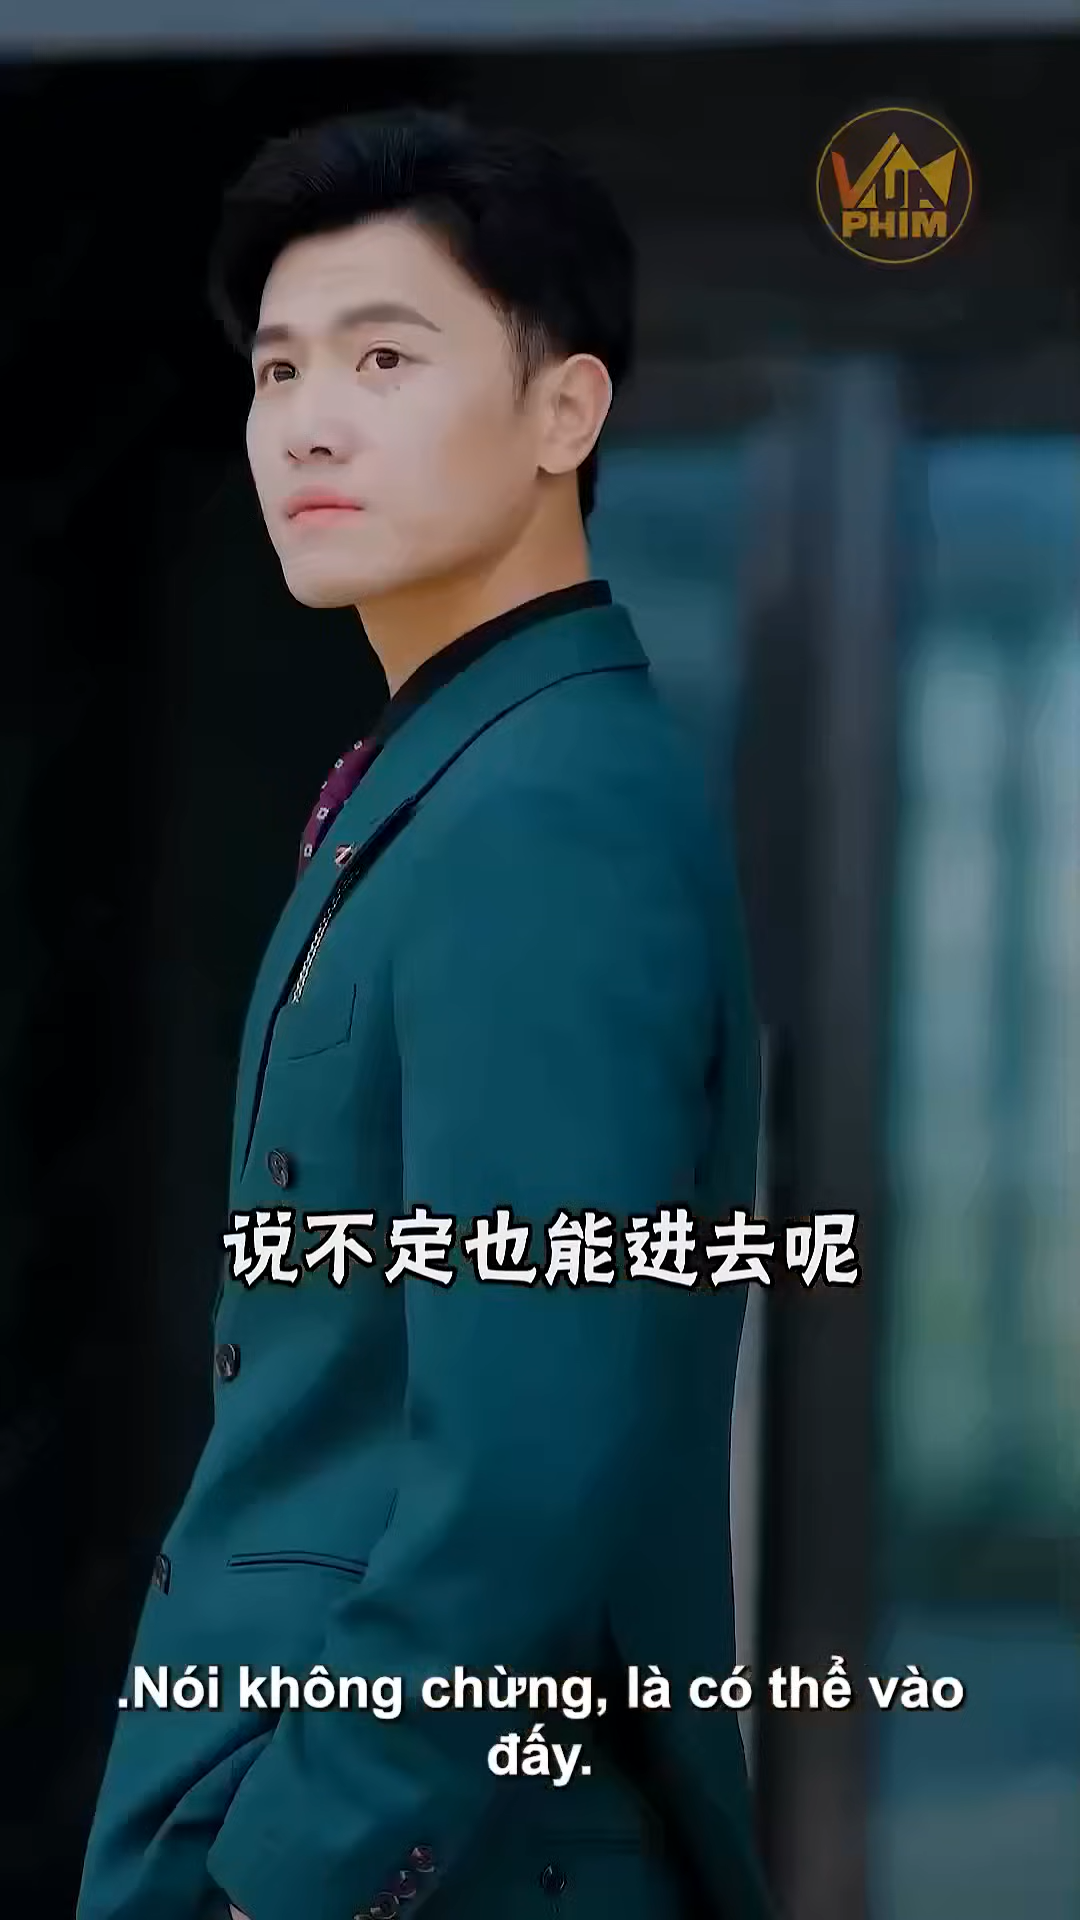 VUA
PHIM
说不定也能进去呢
.Nói không chừng, là có thể vào
đấy.